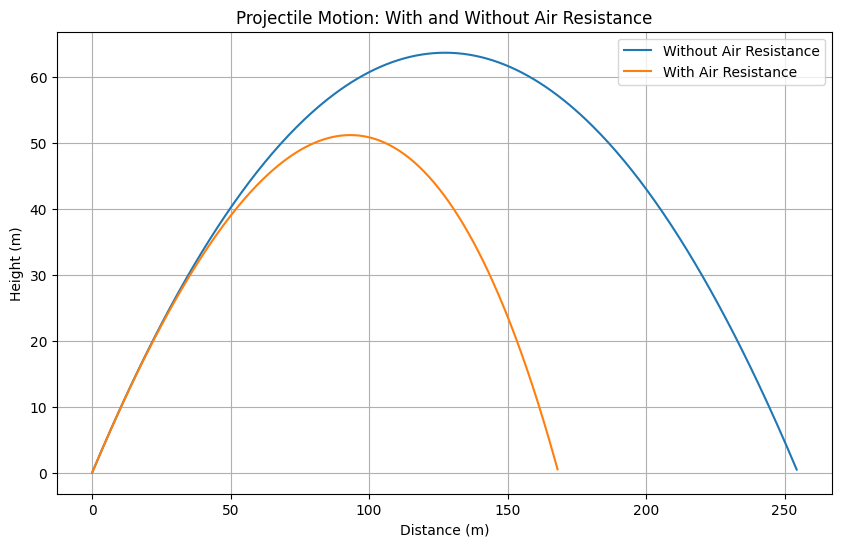 Projectile Motion: With and Without Air Resistance
Without Air Resistance
With Air Resistance
60
50
40
30
20
10
0
Height (m)
0 50 100 150 200 250
Distance (m)